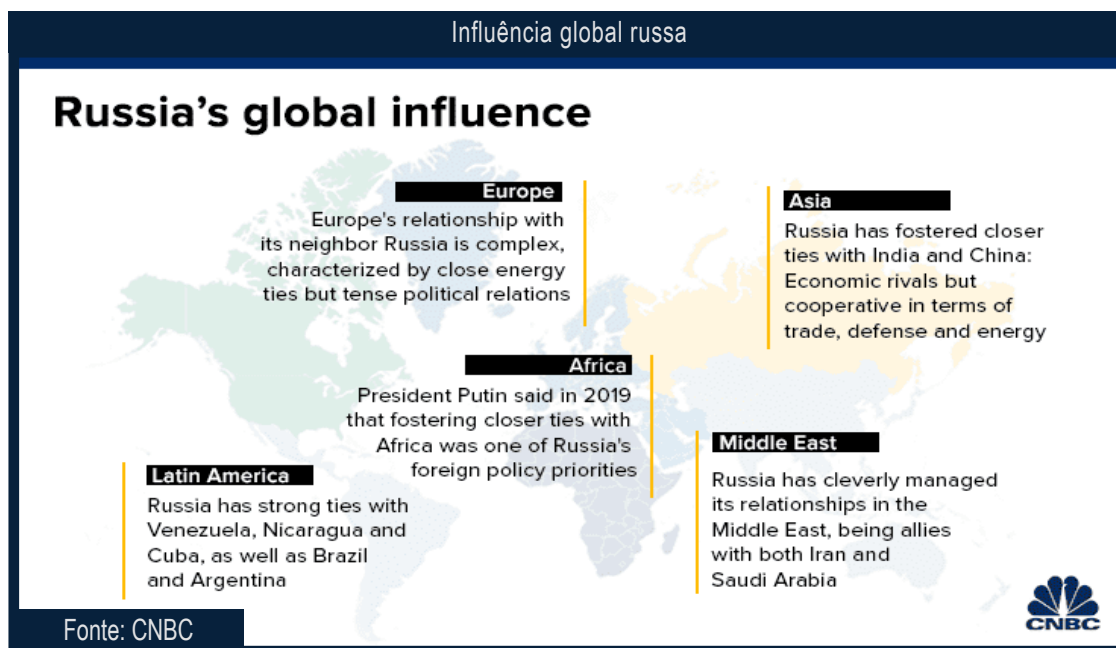 Influência global russa
Russia's global influence
Europe
Europe's relationship with
its neighbor Russia is complex,
characterized by close energy
ties but tense political relations
Asia
Russia has fostered closer
ties with India and China:
Economic rivals but
cooperative in terms of
trade, defense and energy
Africa
President Putin said in 2019
that fostering closer ties with
Africa was one of Russia's
foreign policy priorities
Middle East
Russia has cleverly managed
its relationships in the
Middle East, being allies
with both Iran and
Saudi Arabia
Latin America
Russia has strong ties with
Venezuela, Nicaragua and
Cuba, as well as Brazil
and Argentina
CNBC
Fonte: CNBC